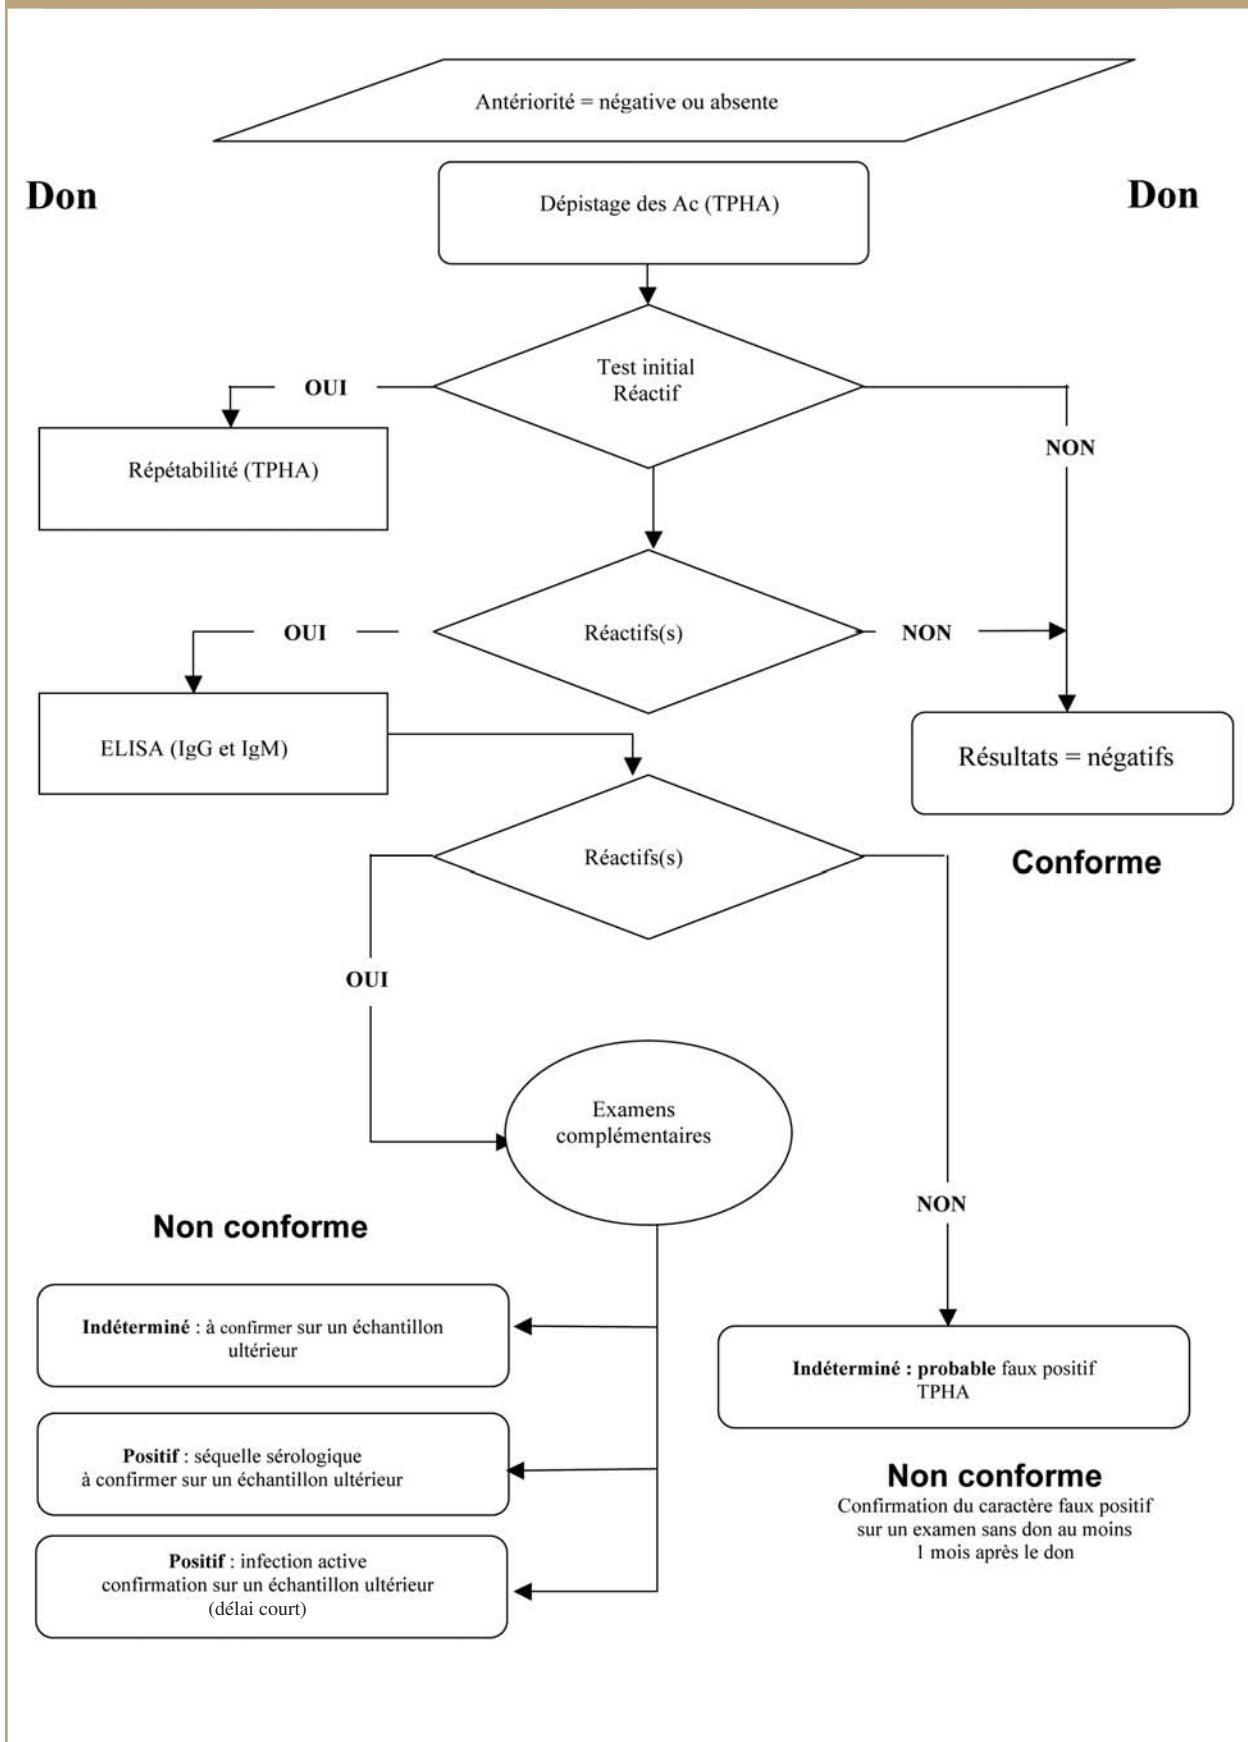 Antériorité = négative ou absente
Don
Don
Dépistage des Ac (TPHA)
Test initial
Réactif
OUI
NON
Répétabilité (TPHA)
OUI
Réactifs(s)
NON
ELISA (IgG et IgM)
Résultats = négatifs
Réactifs(s)
Conforme
OUI
Examens
complémentaires
NON
Non conforme
Indéterminé : à confirmer sur un échantillon
ultérieur
Indéterminé : probable faux positif
TPHA
Positif : séquelle sérologique
à confirmer sur un échantillon ultérieur
Non conforme
Confirmation du caractère faux positif
sur un examen sans don au moins
1 mois après le don
Positif : infection active
confirmation sur un échantillon ultérieur
(délai court)